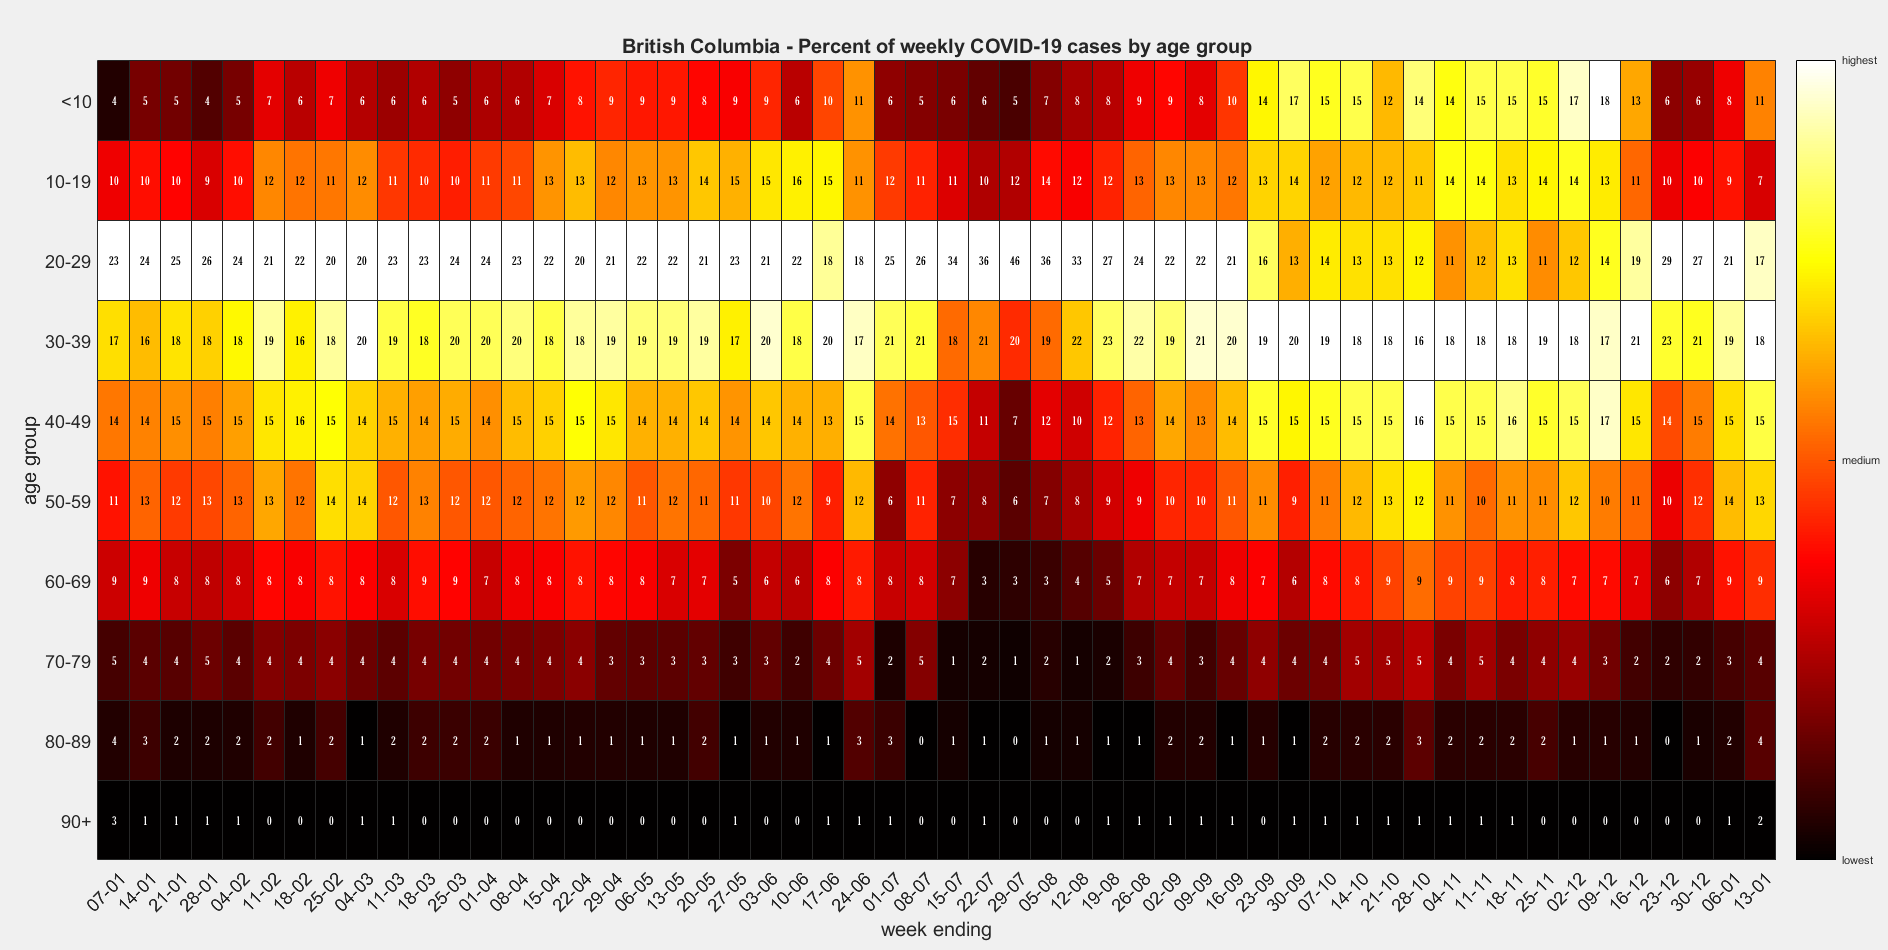 British Columbia - Percent of weekly COVID-19 cases by age group
highest
<10 4 5 5 4 5 7 6 7 6 6 6 5 6 6 7 8 9 9 9 8 9 9 6 10 11 6 5 6 6 5 7 8 8 9 9 8 10 14 17 15 15 12 14 14 15 15 15 17 18 13 6 6 8 11
10-19 10 10 10 9 10 12 12 11 12 11 10 10 11 11 13 13 12 13 13 14 15 15 16 15 11 12 11 11 10 12 14 12 12 13 13 13 12 13 14 12 12 12 11 14 14 13 14 14 13 11 10 10 9 7
20-29 23 24 25 26 24 21 22 20 20 23 23 24 24 23 22 20 21 22 22 21 23 21 22 18 18 25 26 34 36 46 36 33 27 24 22 22 21 16 13 14 13 13 12 11 12 13 11 12 14 19 29 27 21 17
30-39 17 16 18 18 18 19 16 18 20 19 18 20 20 20 18 18 19 19 19 19 17 20 18 20 17 21 21 18 21 20 19 22 23 22 19 21 20 19 20 19 18 18 16 18 18 18 19 18 17 21 23 21 19 18
40-49 14 14 15 15 15 15 16 15 14 15 14 15 14 15 15 15 15 14 14 14 14 14 14 13 15 14 13 15 11 7 12 10 12 13 14 13 14 15 15 15 15 15 16 15 15 16 15 15 17 15 14 15 15 15
medium
50-59 11 13 12 13 13 13 12 14 14 12 13 12 12 12 12 12 12 11 12 11 11 10 12 9 12 6 11 7 8 6 7 8 9 9 10 10 11 11 9 11 12 13 12 11 10 11 11 12 10 11 10 12 14 13
60-69 9 9 8 8 8 8 8 8 8 8 9 9 7 8 8 8 8 8 7 7 5 6 6 8 8 8 8 7 3 3 3 4 5 7 7 7 8 7 6 8 8 9 9 9 9 8 8 7 7 7 6 7 9 9
70-79 5 4 4 5 4 4 4 4 4 4 4 4 4 4 4 4 3 3 3 3 3 3 2 4 5 2 5 1 2 1 2 1 2 3 4 3 4 4 4 4 5 5 5 4 5 4 4 4 3 2 2 2 3 4
80-89 4 3 2 2 2 2 1 2 1 2 2 2 2 1 1 1 1 1 1 2 1 1 1 1 3 3 0 1 1 0 1 1 1 1 2 2 1 1 1 2 2 2 3 2 2 2 2 1 1 1 0 1 2 4
90+ 3 1 1 1 1 0 0 0 1 1 0 0 0 0 0 0 0 0 0 0 1 0 0 1 1 1 0 0 1 0 0 0 1 1 1 1 1 0 1 1 1 1 1 1 1 1 0 0 0 0 0 0 1 2
lowest
age group
07-01 14-01 21-01 28-01 04-02 11-02 18-02 25-02 04-03 11-03 18-03 25-03 01-04 08-04 15-04 22-04 29-04 06-05 13-05 20-05 27-05 03-06 10-06 17-06 24-06 01-07 08-07 15-07 22-07 29-07 05-08 12-08 19-08 26-08 02-09 09-09 16-09 23-09 30-09 07-10 14-10 21-10 28-10 04-11 11-11 18-11 25-11 02-12 09-12 16-12 23-12 30-12 06-01 13-01
week ending